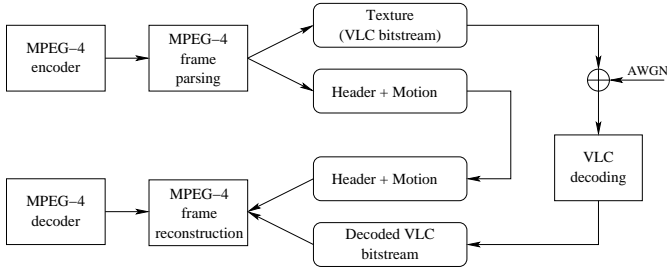 Texture
(VLC bitstream)
MPEG–4
encoder
MPEG–4
frame
parsing
AWGN
Header + Motion
VLC
decoding
Header + Motion
MPEG–4
decoder
MPEG–4
frame
reconstruction
Decoded VLC
bitstream